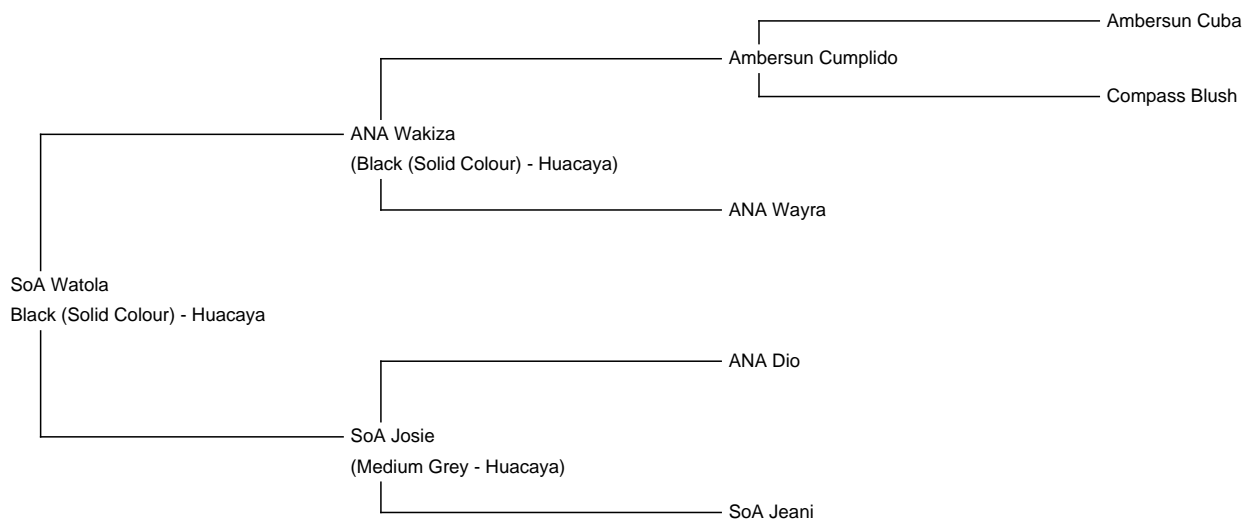 Ambersun Cuba
Ambersun Cumplido
Compass Blush
ANA Wakiza
(Black (Solid Colour) - Huacaya)
ANA Wayra
SoA Watola
Black (Solid Colour) - Huacaya
ANA Dio
SoA Josie
(Medium Grey - Huacaya)
SoA Jeani